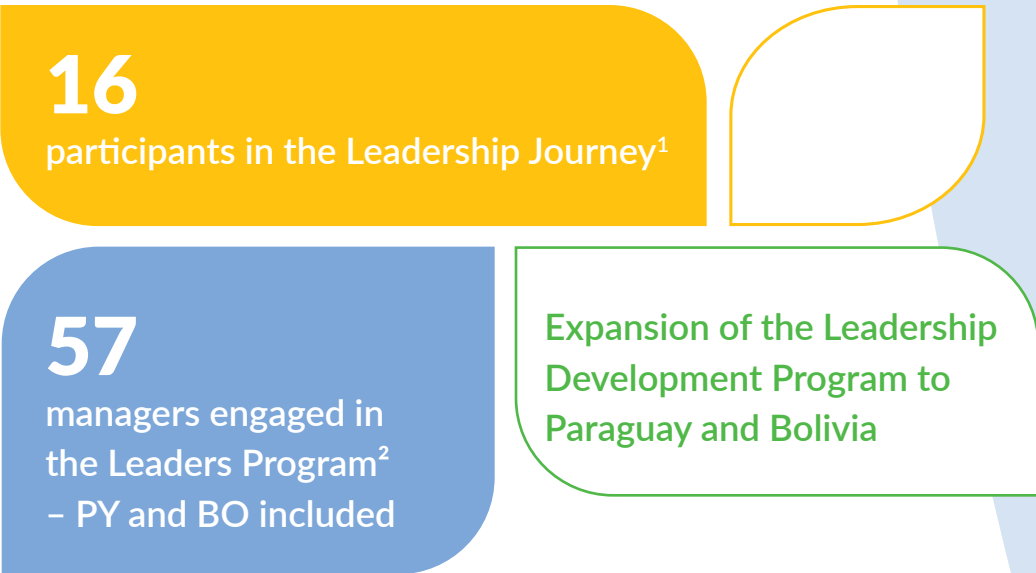 16
participants in the Leadership Journey¹
57
managers engaged in
the Leaders Program²
– PY and BO included
Expansion of the Leadership
Development Program to
Paraguay and Bolivia